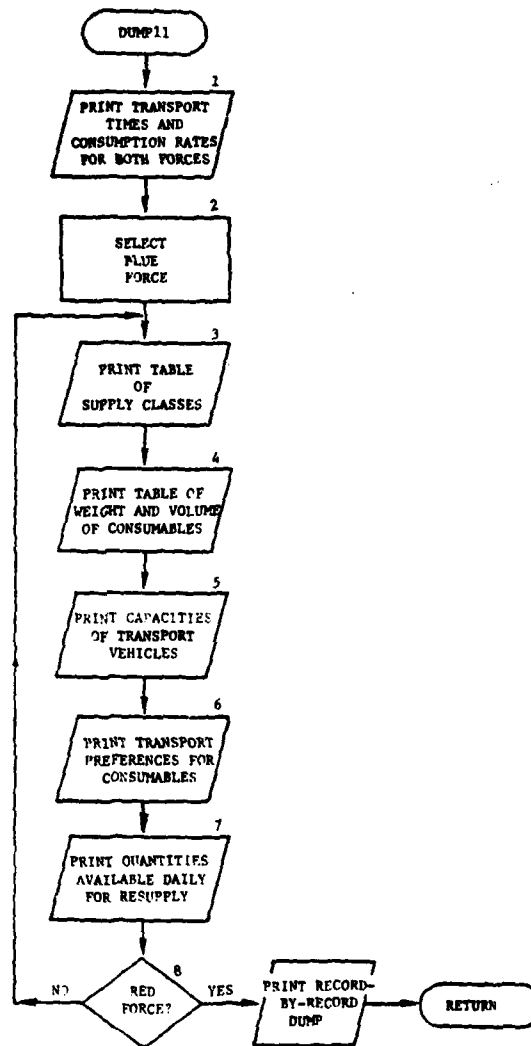 DUMP11
1
PRINT TRANSPORT
TIMES AND
CONSUMPTION RATES
FOR BOTH FORCES
2
SELECT
BLUE
FORCE
3
PRINT TABLE
OF
SUPPLY CLASSES
4
PRINT TABLE OF
WEIGHT AND VOLUME
OF CONSUMABLES
5
PRINT CAPACITIES
OF TRANSPORT
VEHICLES
6
PRINT TRANSPORT
PREFERENCES FOR
CONSUMABLES
7
PRINT QUANTITIES
AVAILABLE DAILY
FOR RESUPPLY
8
NO
RED
FORCE?
YES
PRINT RECORD-
BY-RECORD
DUMP
RETURN